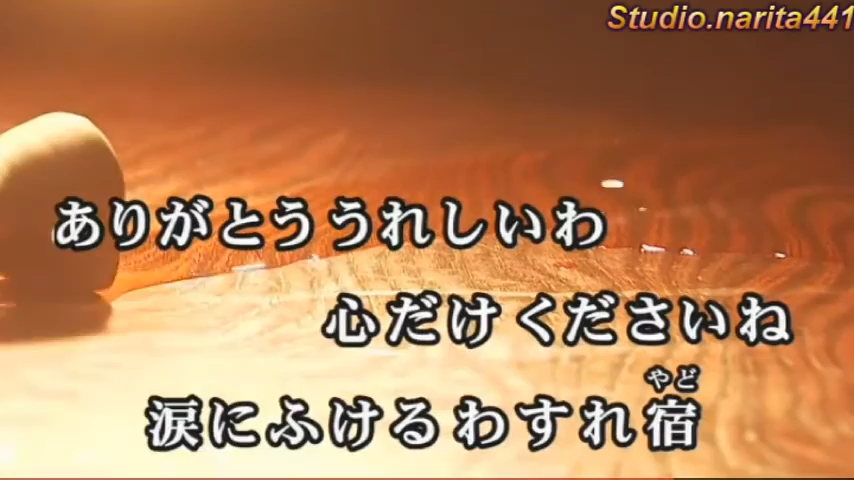 Studio.narita441
ありがとううれしいわ
心だけくださいね
やど
涙にふけるわすれ宿